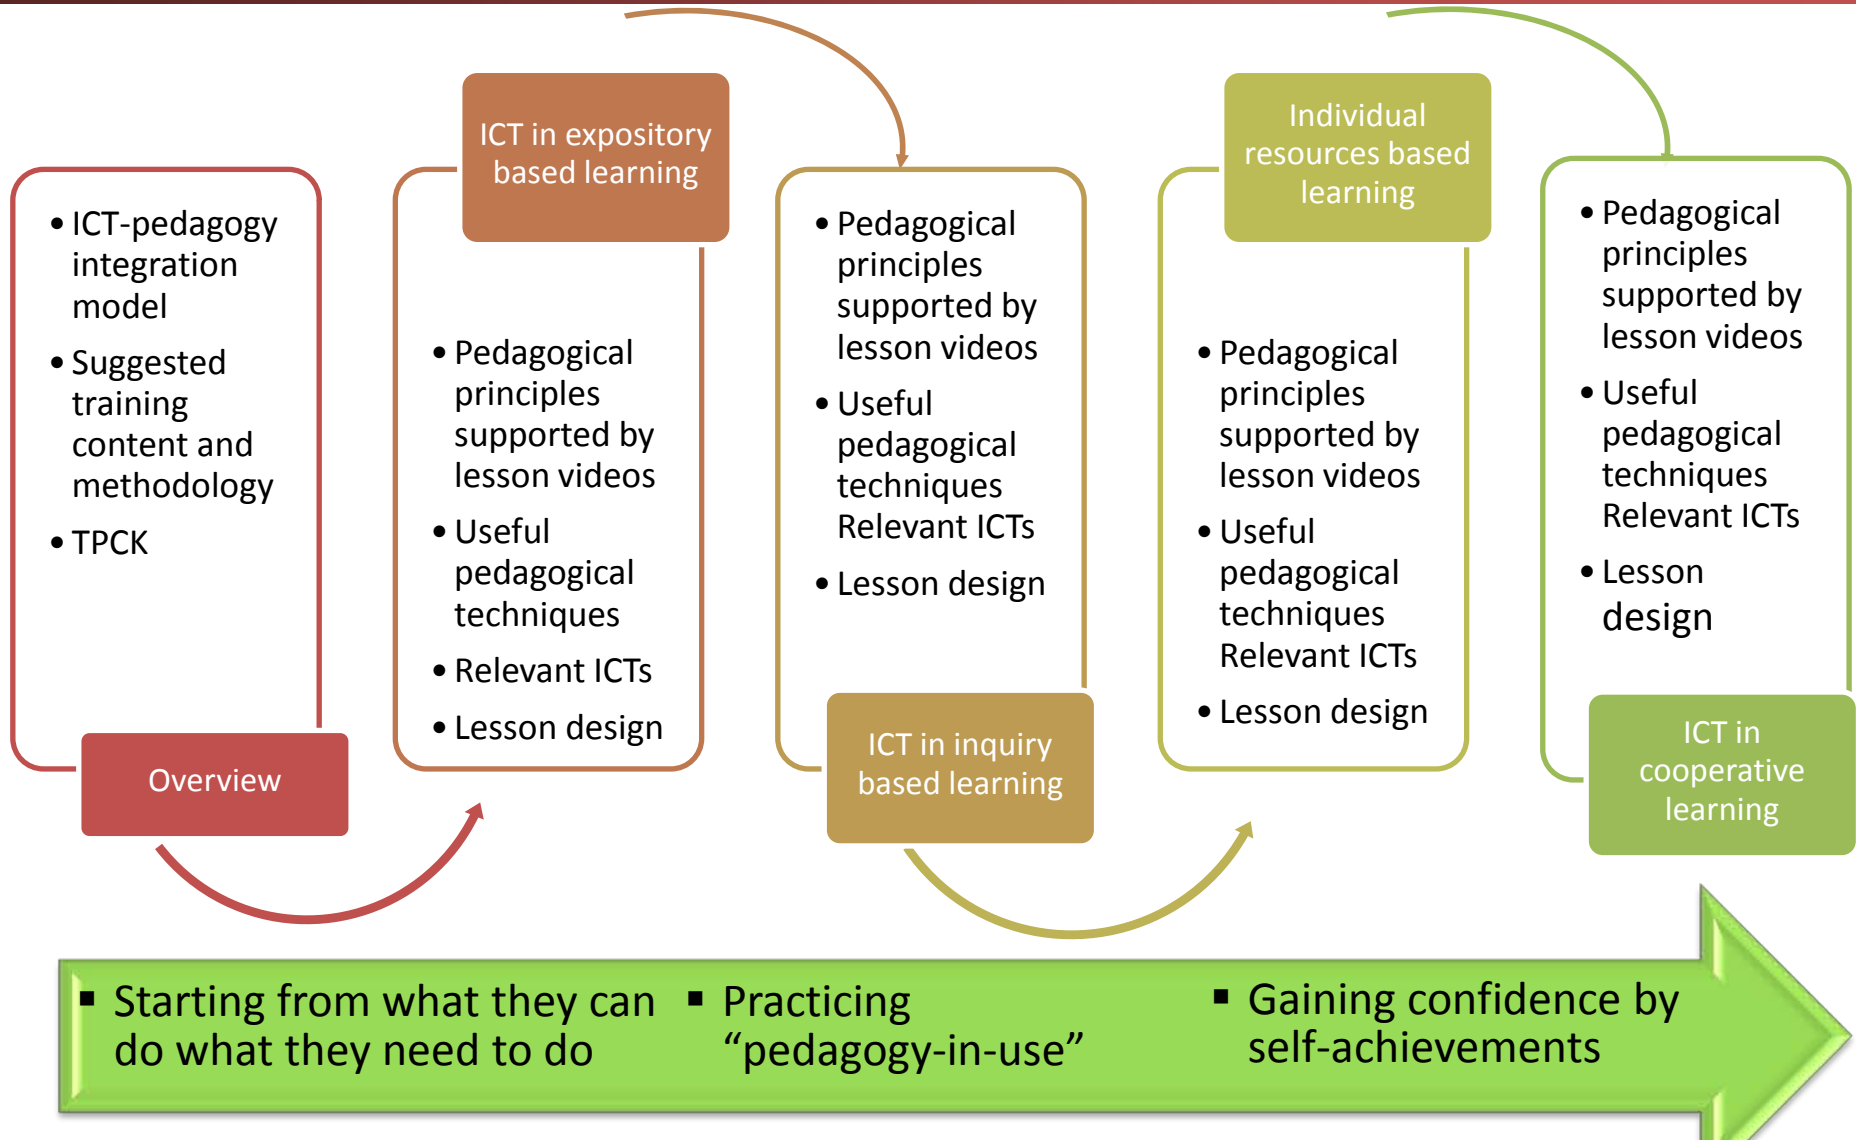 • ICT-pedagogy
integration
model
• Suggested
training
content and
methodology
• TPCK
Overview
ICT in expository
based learning
• Pedagogical
principles
supported by
lesson videos
• Useful
pedagogical
techniques
• Relevant ICTs
• Lesson design
• Pedagogical
principles
supported by
lesson videos
• Useful
pedagogical
techniques
Relevant ICTs
• Lesson design
ICT in inquiry
based learning
Individual
resources based
learning
• Pedagogical
principles
supported by
lesson videos
• Useful
pedagogical
techniques
Relevant ICTs
• Lesson design
• Pedagogical
principles
supported by
lesson videos
• Useful
pedagogical
techniques
Relevant ICTs
• Lesson
design
ICT in
cooperative
learning
▪ Starting from what they can
do what they need to do
▪ Practicing
“pedagogy-in-use”
▪ Gaining confidence by
self-achievements